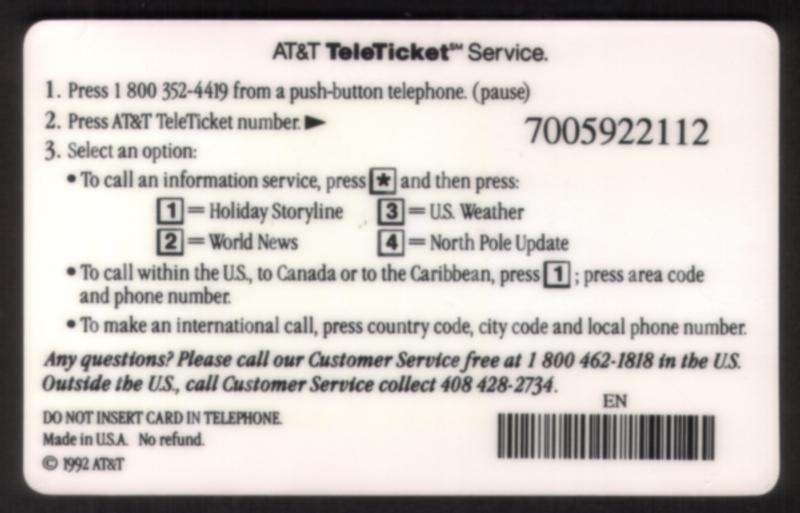 AT&T TeleTicket℠ Service.
1. Press 1 800 352-4419 from a push-button telephone. (pause)
2. Press AT&T TeleTicket number. ► 7005922112
3. Select an option:
• To call an information service, press * and then press:
1 = Holiday Storyline 3 = U.S. Weather
2 = World News 4 = North Pole Update
• To call within the U.S., to Canada or to the Caribbean, press 1 ; press area code
and phone number.
• To make an international call, press country code, city code and local phone number.
Any questions? Please call our Customer Service free at 1 800 462-1818 in the U.S.
Outside the U.S., call Customer Service collect 408 428-2734.
EN
DO NOT INSERT CARD IN TELEPHONE.
Made in U.S.A. No refund.
© 1992 AT&T